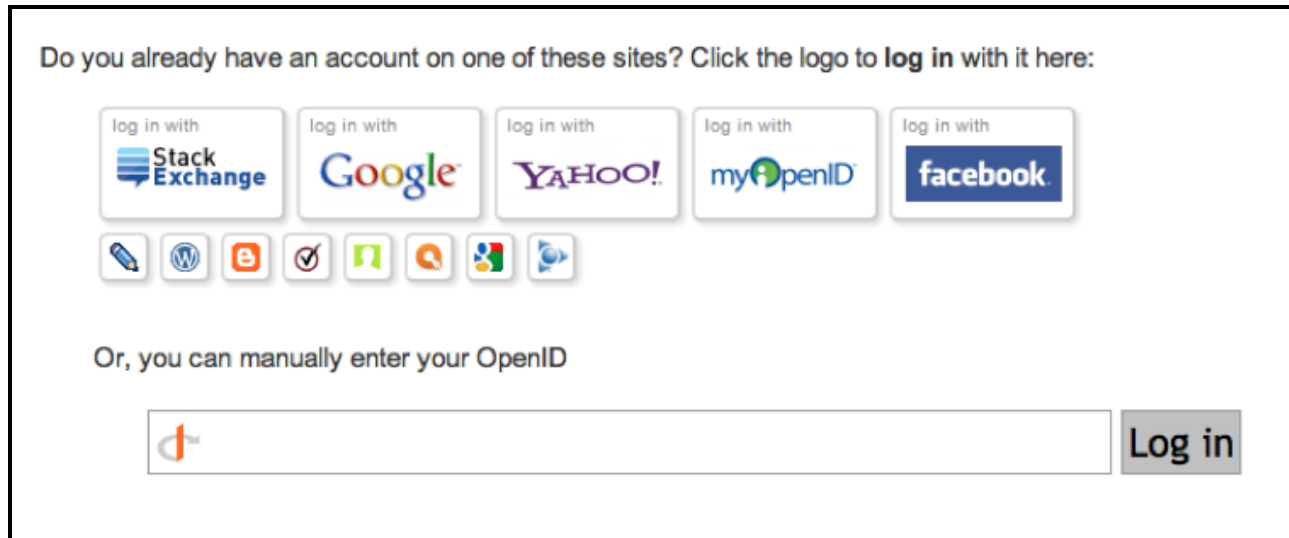 Do you already have an account on one of these sites? Click the logo to log in with it here:
log in with log in with log in with log in with log in with
Stack Exchange Google YAHOO! myOpenID facebook
Or, you can manually enter your OpenID
Log in